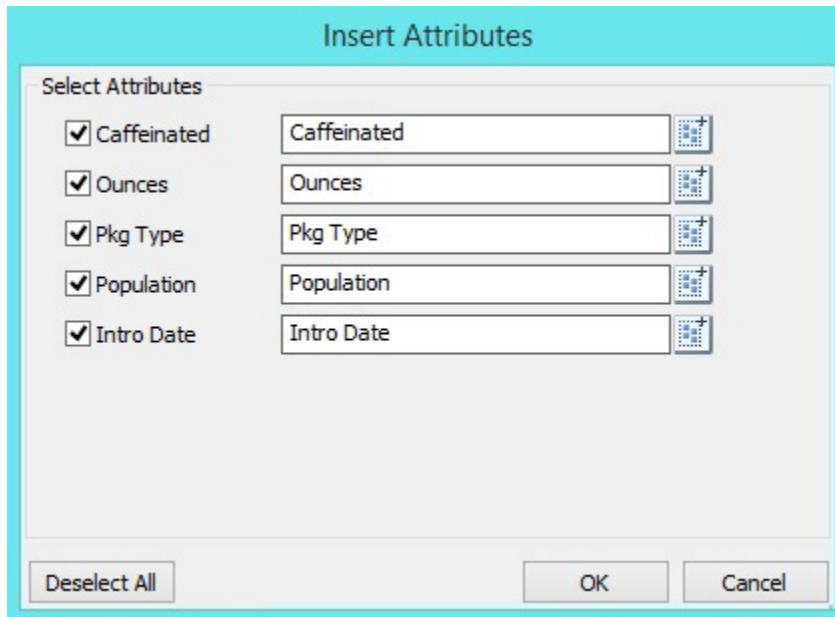 Insert Attributes
Select Attributes
Caffeinated Caffeinated
Ounces Ounces
Pkg Type Pkg Type
Population Population
Intro Date Intro Date
Deselect All OK Cancel